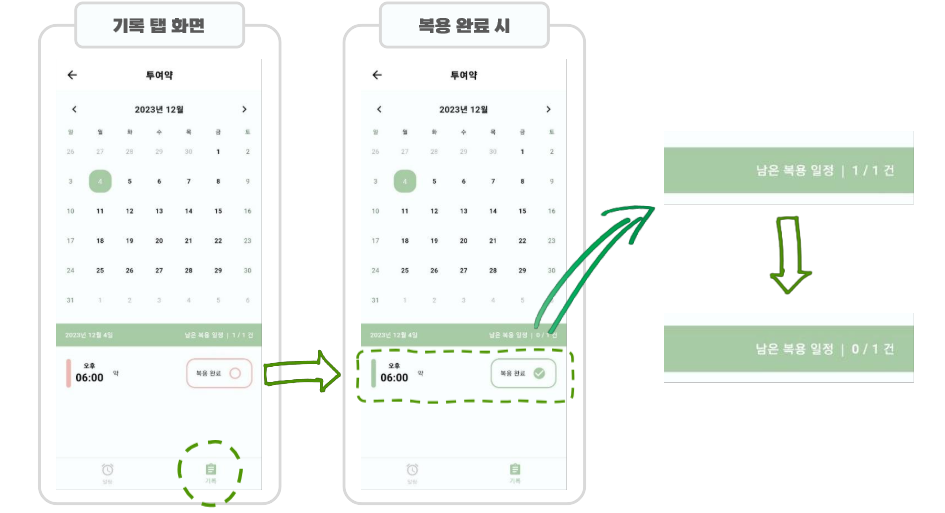 기록 탭 화면
투여약
2023년 12월
일 월 화 수 목 금 토
26 27 28 29 30 1 2
3 4 5 6 7 8 9
10 11 12 13 14 15 16
17 18 19 20 21 22 23
24 25 26 27 28 29 30
31 1 2 3 4 5 6
2023년 12월 4일 남은 복용 일정 | 1 / 1 건
오후
06:00 약 복용 완료
알림 기록
복용 완료 시
투여약
2023년 12월
일 월 화 수 목 금 토
26 27 28 29 30 1 2
3 4 5 6 7 8 9
10 11 12 13 14 15 16
17 18 19 20 21 22 23
24 25 26 27 28 29 30
31 1 2 3 4 5 6
2023년 12월 4일 남은 복용 일정 | 0 / 1 건
오후
06:00 약 복용 완료
알림 기록
남은 복용 일정 | 1 / 1 건
남은 복용 일정 | 0 / 1 건